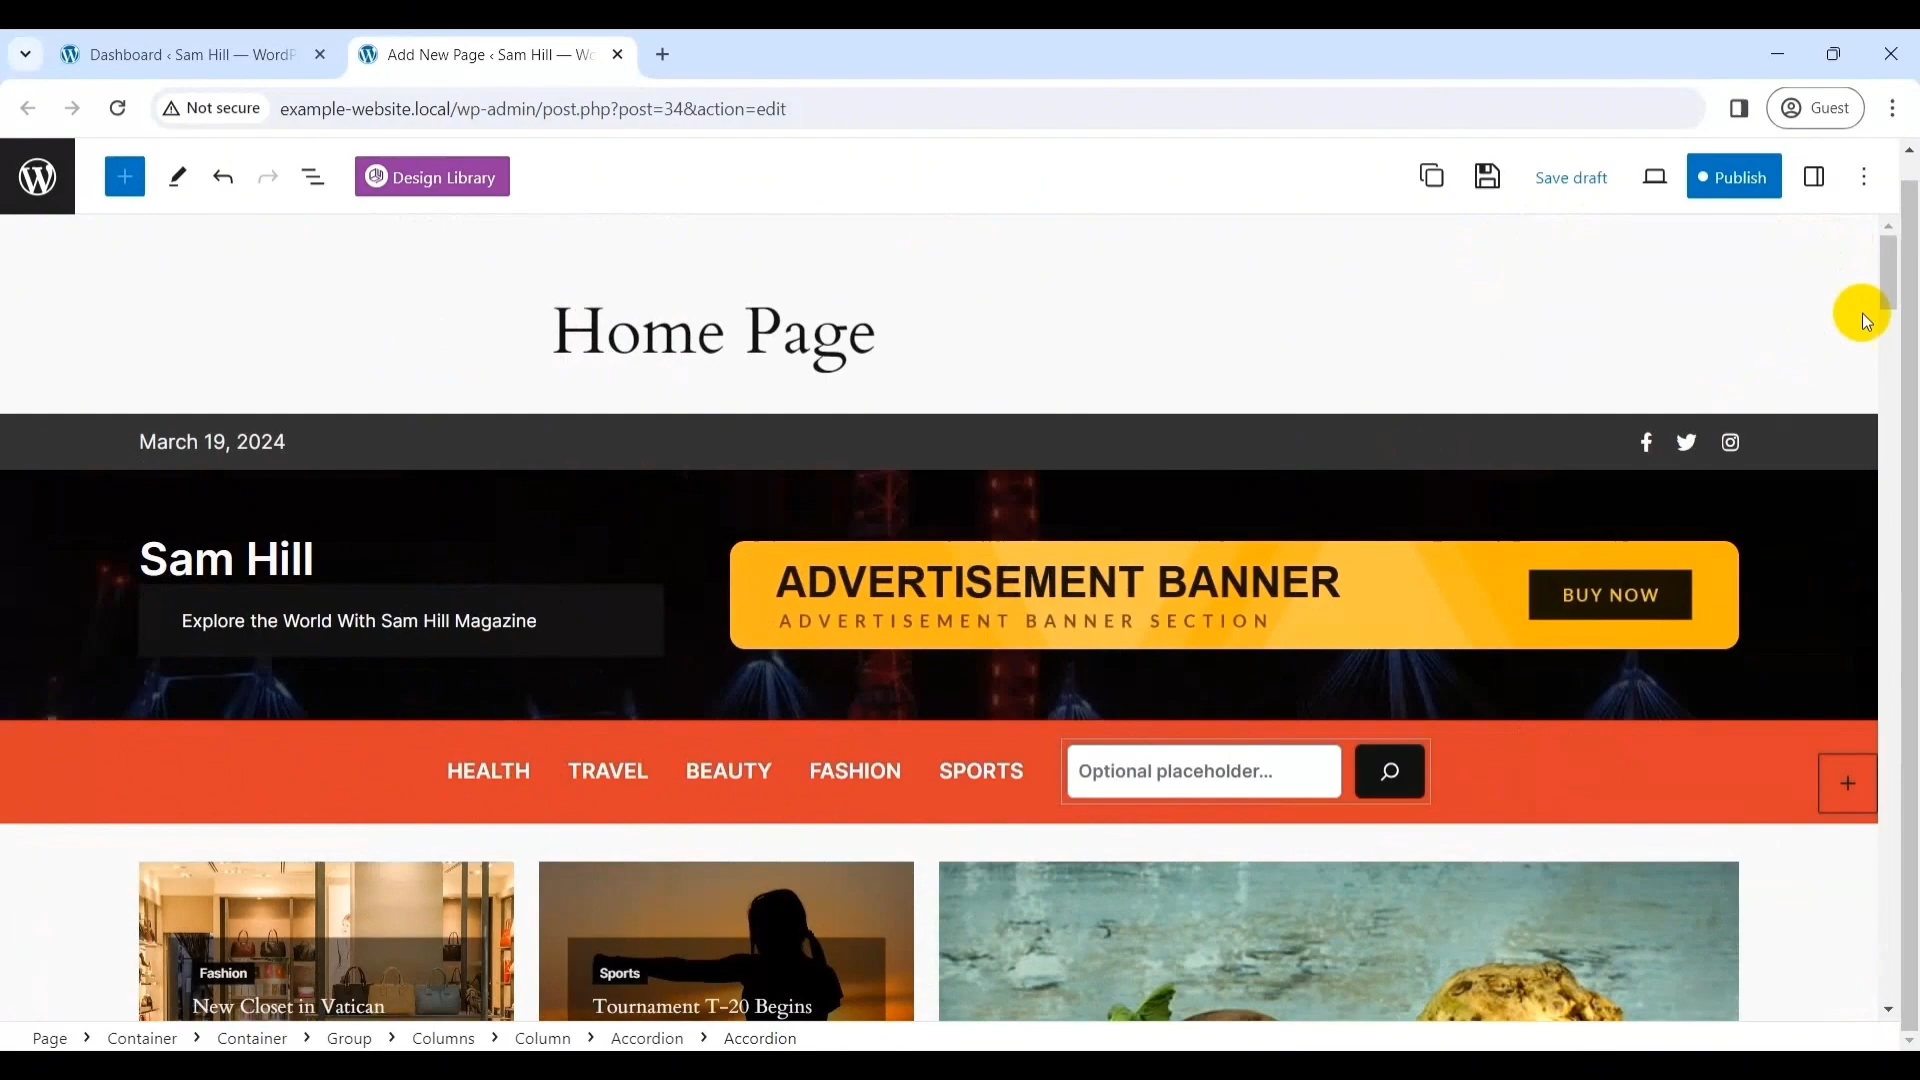 Dashboard ‹ Sam Hill — WordP
Add New Page ‹ Sam Hill — Wo
Not secure
example-website.local/wp-admin/post.php?post=34&action=edit
Guest
Design Library
Save draft
Publish
Home Page
March 19, 2024
Sam Hill
Explore the World With Sam Hill Magazine
ADVERTISEMENT BANNER
ADVERTISEMENT BANNER SECTION
BUY NOW
HEALTH TRAVEL BEAUTY FASHION SPORTS Optional placeholder...
Fashion
New Closet in Vatican
Sports
Tournament T-20 Begins
Page › Container › Container › Group › Columns › Column › Accordion › Accordion